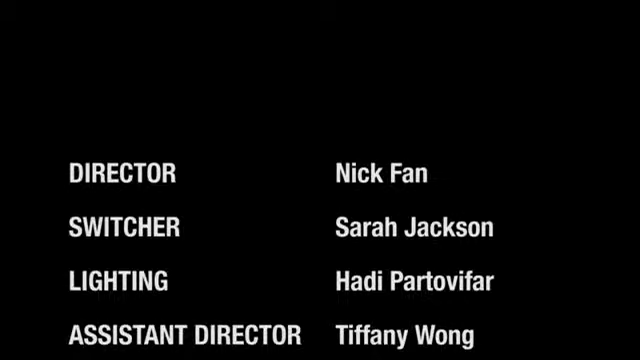 DIRECTOR Nick Fan
SWITCHER Sarah Jackson
LIGHTING Hadi Partovifar
ASSISTANT DIRECTOR Tiffany Wong